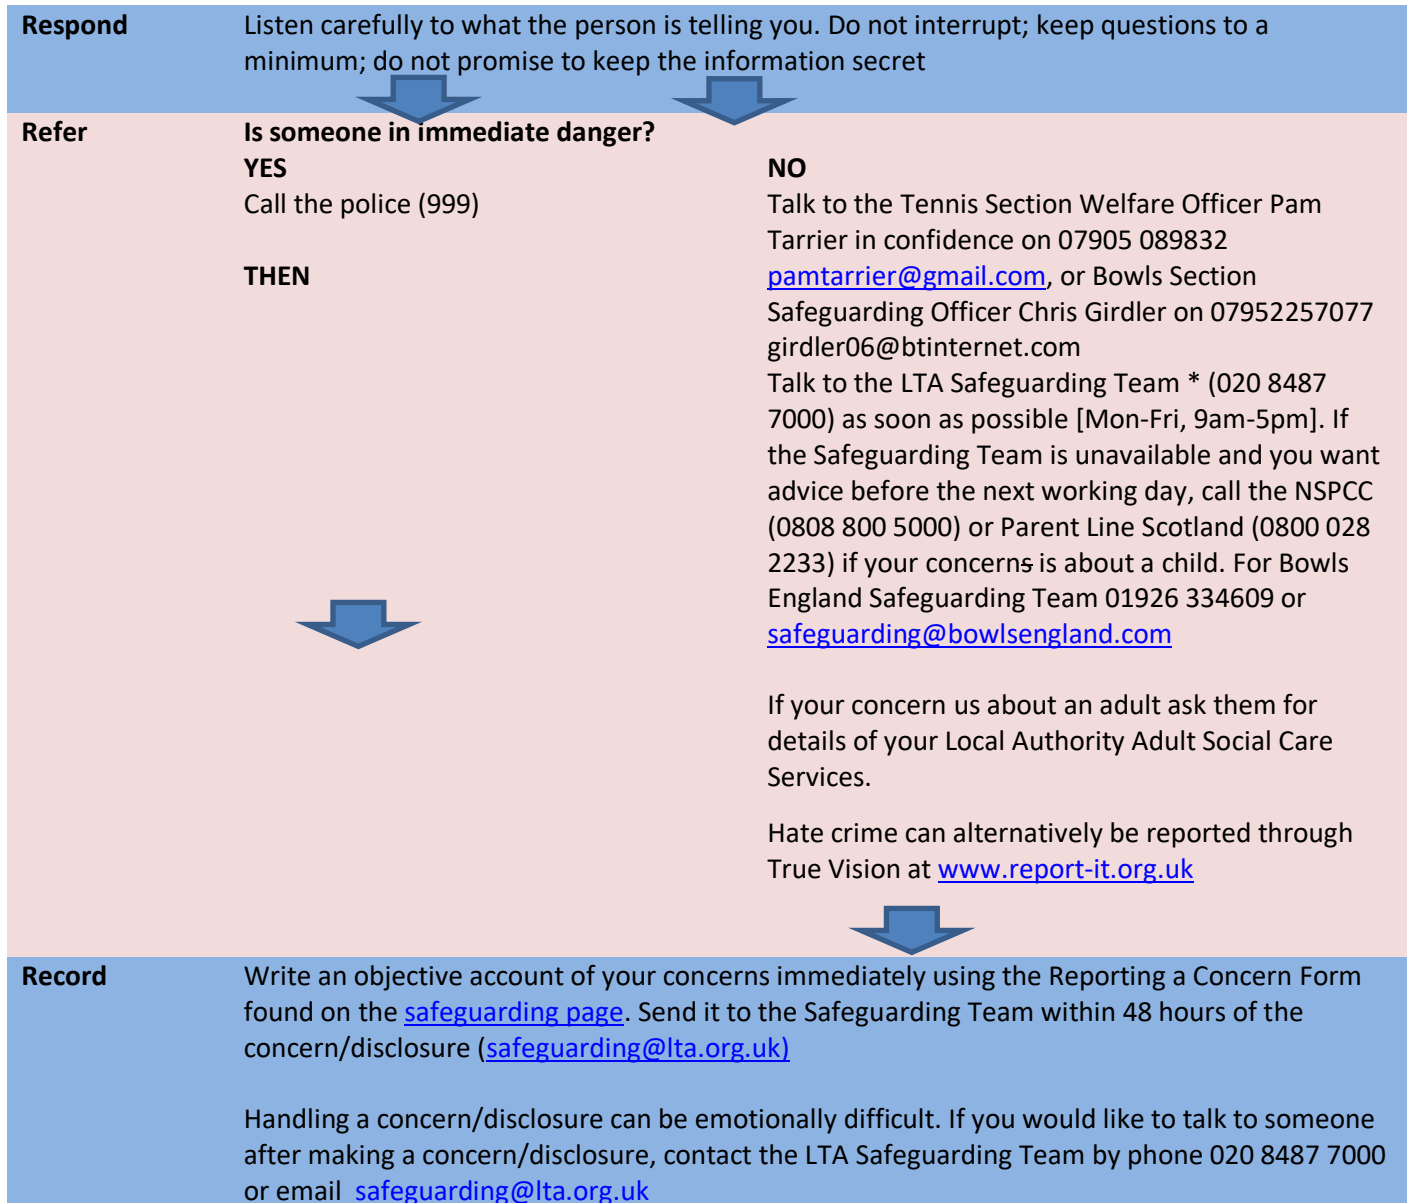 Respond
Listen carefully to what the person is telling you. Do not interrupt; keep questions to a
minimum; do not promise to keep the information secret
Refer
Is someone in immediate danger?
YES
Call the police (999)
THEN
NO
Talk to the Tennis Section Welfare Officer Pam
Tarrier in confidence on 07905 089832
pamtarrier@gmail.com, or Bowls Section
Safeguarding Officer Chris Girdler on 07952257077
girdler06@btinternet.com
Talk to the LTA Safeguarding Team * (020 8487
7000) as soon as possible [Mon-Fri, 9am-5pm]. If
the Safeguarding Team is unavailable and you want
advice before the next working day, call the NSPCC
(0808 800 5000) or Parent Line Scotland (0800 028
2233) if your concerns is about a child. For Bowls
England Safeguarding Team 01926 334609 or
safeguarding@bowlsengland.com
If your concern us about an adult ask them for
details of your Local Authority Adult Social Care
Services.
Hate crime can alternatively be reported through
True Vision at www.report-it.org.uk
Record
Write an objective account of your concerns immediately using the Reporting a Concern Form
found on the safeguarding page. Send it to the Safeguarding Team within 48 hours of the
concern/disclosure (safeguarding@lta.org.uk)
Handling a concern/disclosure can be emotionally difficult. If you would like to talk to someone
after making a concern/disclosure, contact the LTA Safeguarding Team by phone 020 8487 7000
or email safeguarding@lta.org.uk